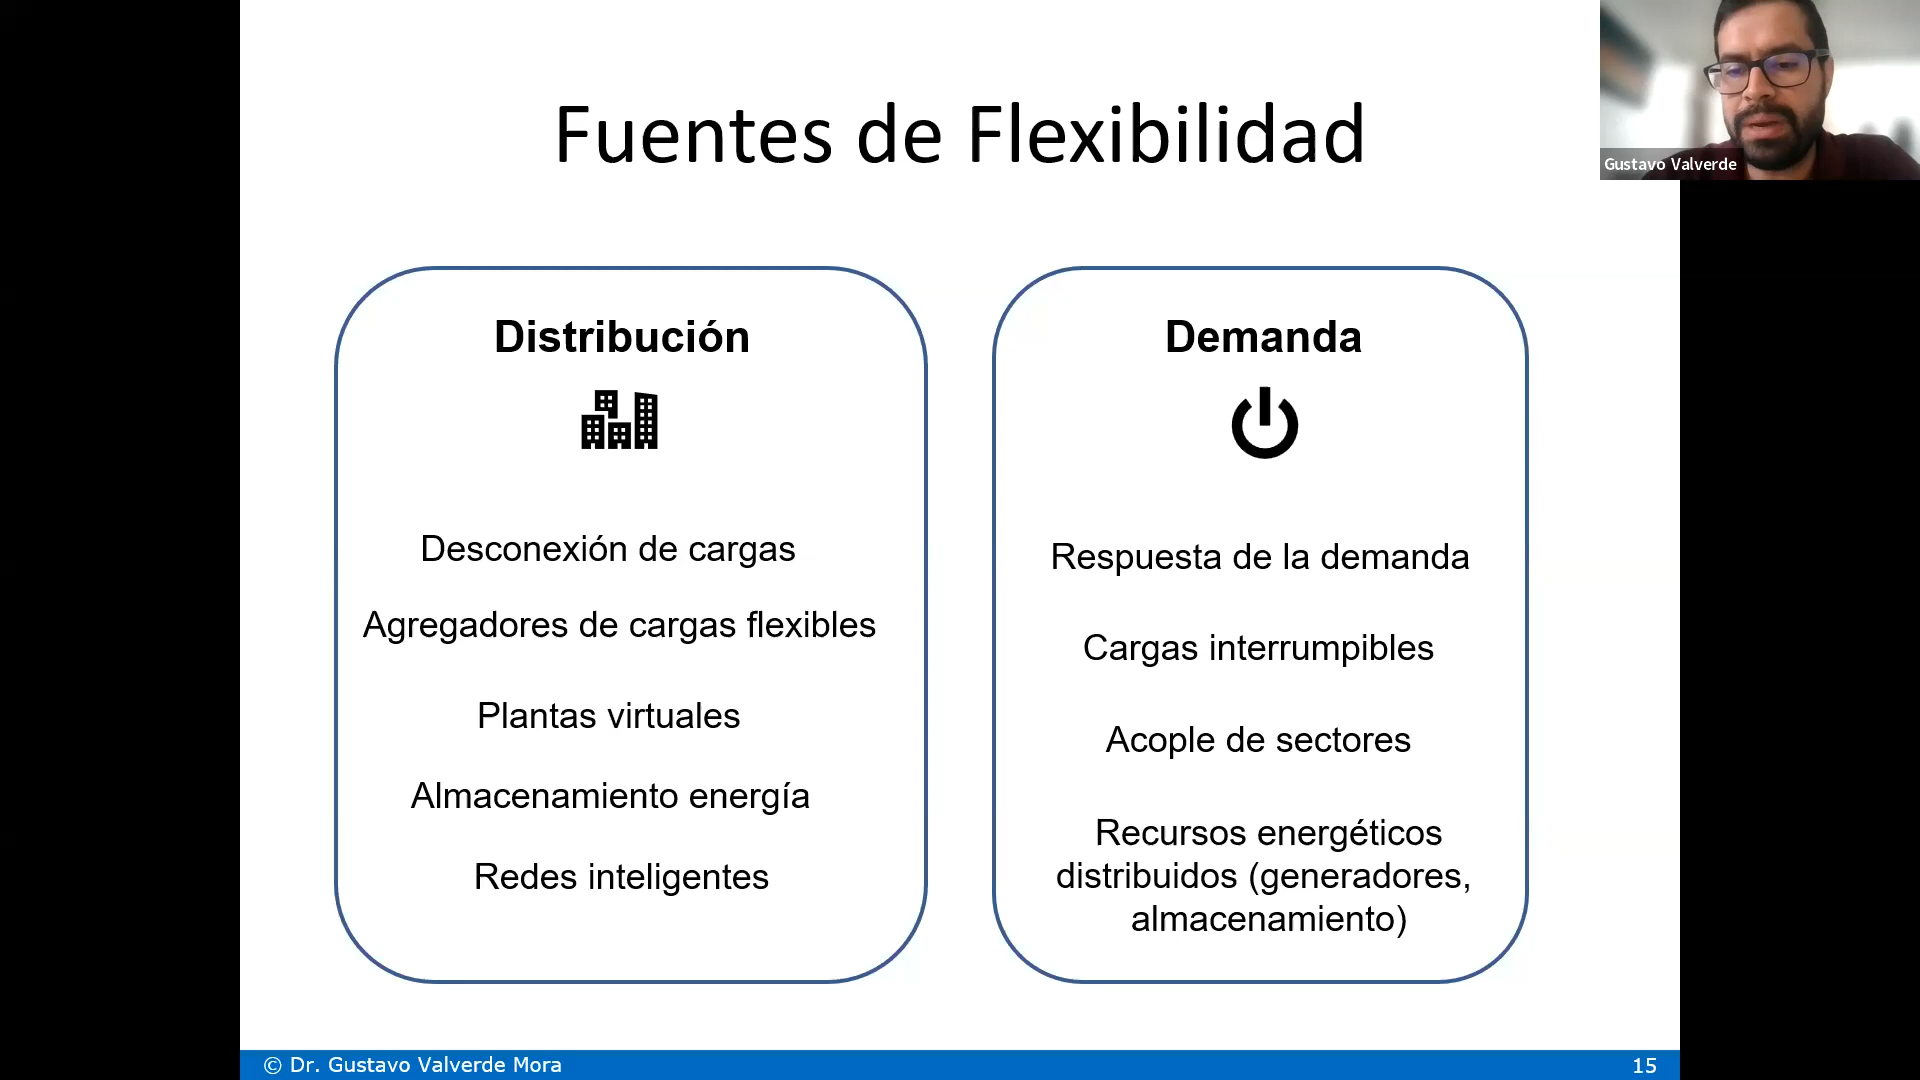 Fuentes de Flexibilidad
Gustavo Valverde
Distribución
Desconexión de cargas
Agregadores de cargas flexibles
Plantas virtuales
Almacenamiento energía
Redes inteligentes
Demanda
Respuesta de la demanda
Cargas interrumpibles
Acople de sectores
Recursos energéticos
distribuidos (generadores,
almacenamiento)
© Dr. Gustavo Valverde Mora
15